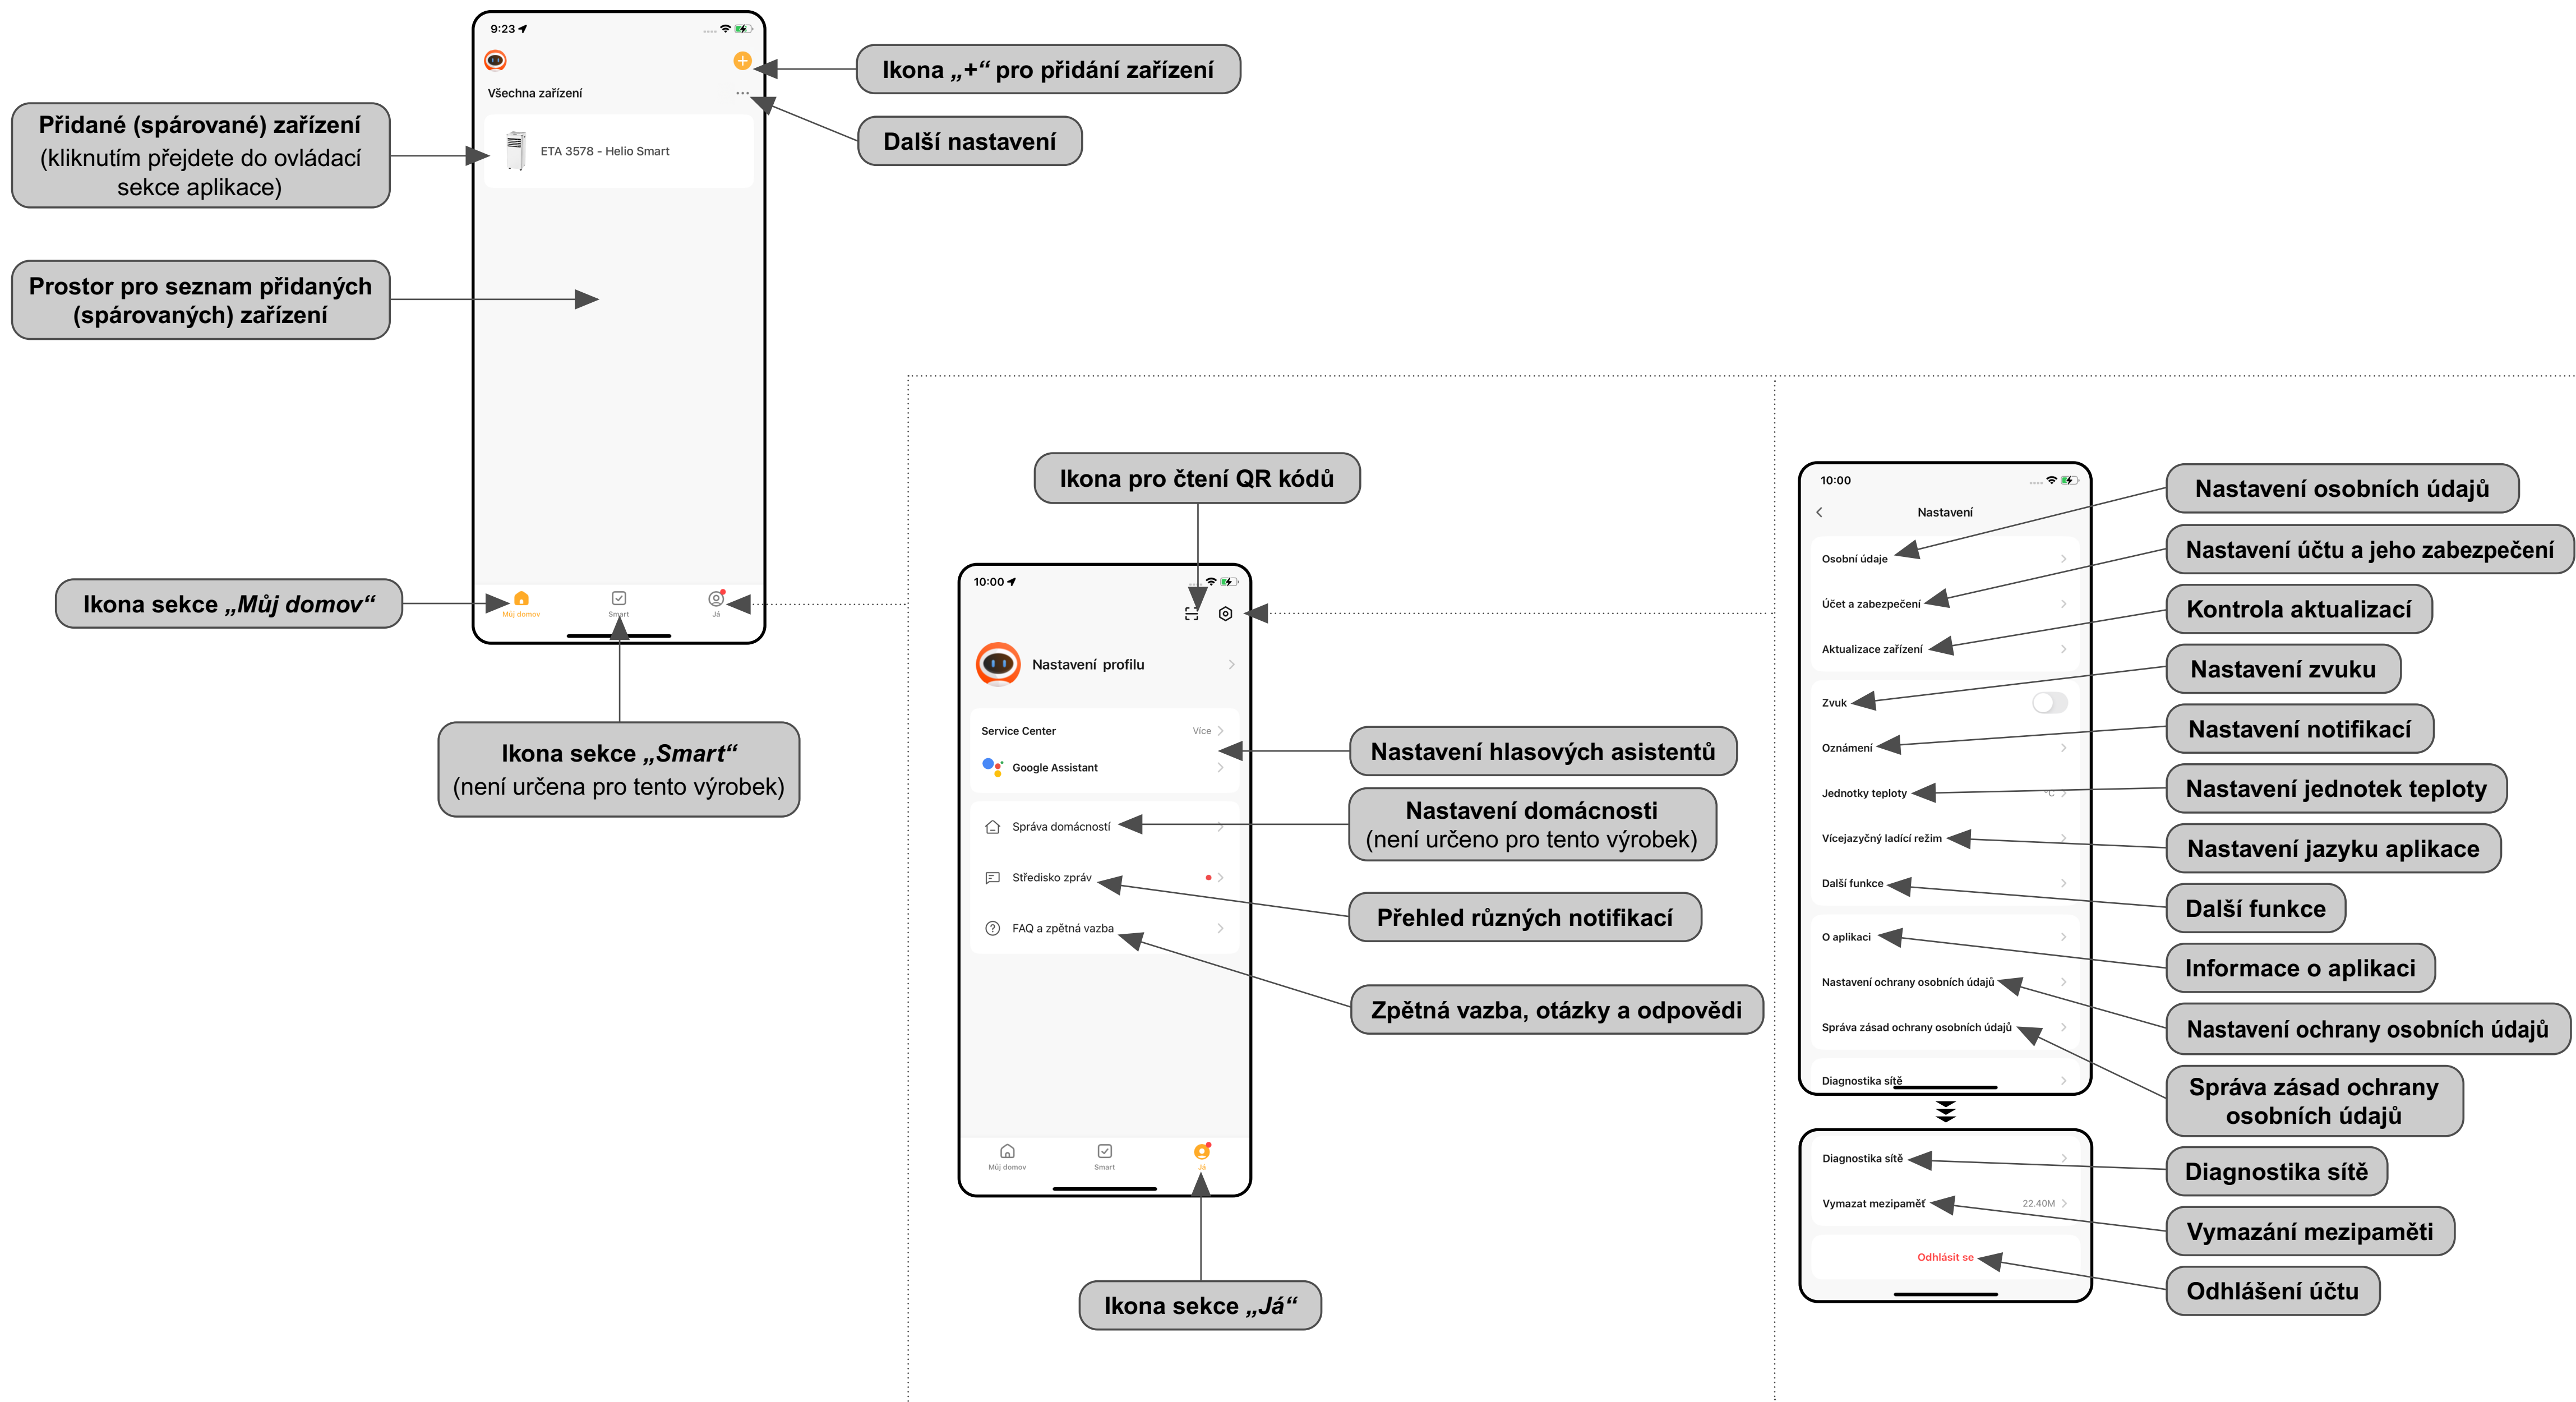 9:23
Všechna zařízení
ETA 3578 - Helio Smart
Můj domov
Smart
Já
Ikona „+“ pro přidání zařízení
Další nastavení
Přidané (spárované) zařízení
(kliknutím přejdete do ovládací
sekce aplikace)
Prostor pro seznam přidaných
(spárovaných) zařízení
Ikona sekce „Můj domov“
Ikona sekce „Smart“
(není určena pro tento výrobek)
Ikona pro čtení QR kódů
10:00
Nastavení profilu
Service Center
Více
Google Assistant
Správa domácností
Středisko zpráv
FAQ a zpětná vazba
Můj domov
Smart
Já
Nastavení hlasových asistentů
Nastavení domácnosti
(není určeno pro tento výrobek)
Přehled různých notifikací
Zpětná vazba, otázky a odpovědi
Ikona sekce „Já“
10:00
Nastavení
Osobní údaje
Účet a zabezpečení
Aktualizace zařízení
Zvuk
Oznámení
Jednotky teploty
°C
Vícejazyčný ladící režim
Další funkce
O aplikaci
Nastavení ochrany osobních údajů
Správa zásad ochrany osobních údajů
Diagnostika sítě
Diagnostika sítě
Vymazat mezipaměť
22.40M
Odhlásit se
Nastavení osobních údajů
Nastavení účtu a jeho zabezpečení
Kontrola aktualizací
Nastavení zvuku
Nastavení notifikací
Nastavení jednotek teploty
Nastavení jazyku aplikace
Další funkce
Informace o aplikaci
Nastavení ochrany osobních údajů
Správa zásad ochrany
osobních údajů
Diagnostika sítě
Vymazání mezipaměti
Odhlášení účtu